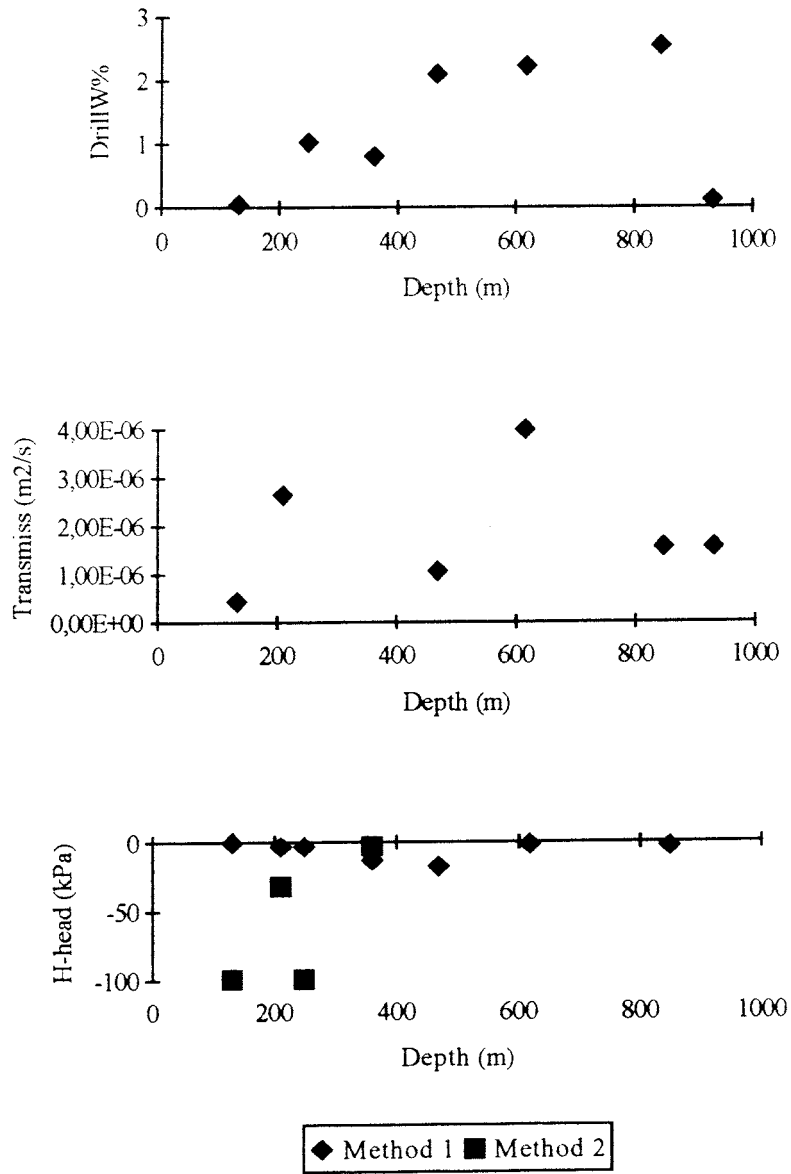 3
2
1
0
DrillW%
0 200 400 600 800 1000
Depth (m)
4,00E-06
3,00E-06
2,00E-06
1,00E-06
0,00E+00
Transmiss (m2/s)
0 200 400 600 800 1000
Depth (m)
0
-50
-100
H-head (kPa)
0 200 400 600 800 1000
Depth (m)
Method 1 Method 2